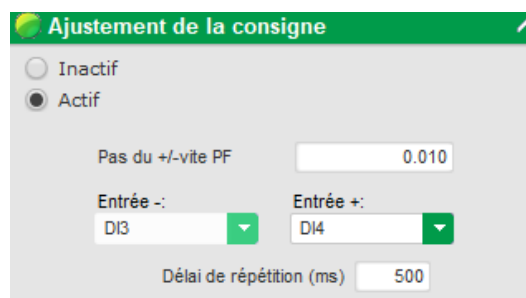 Ajustement de la consigne
Inactif
Actif
Pas du +/-vite PF 0.010
Entrée -: Entrée +:
DI3 DI4
Délai de répétition (ms) 500